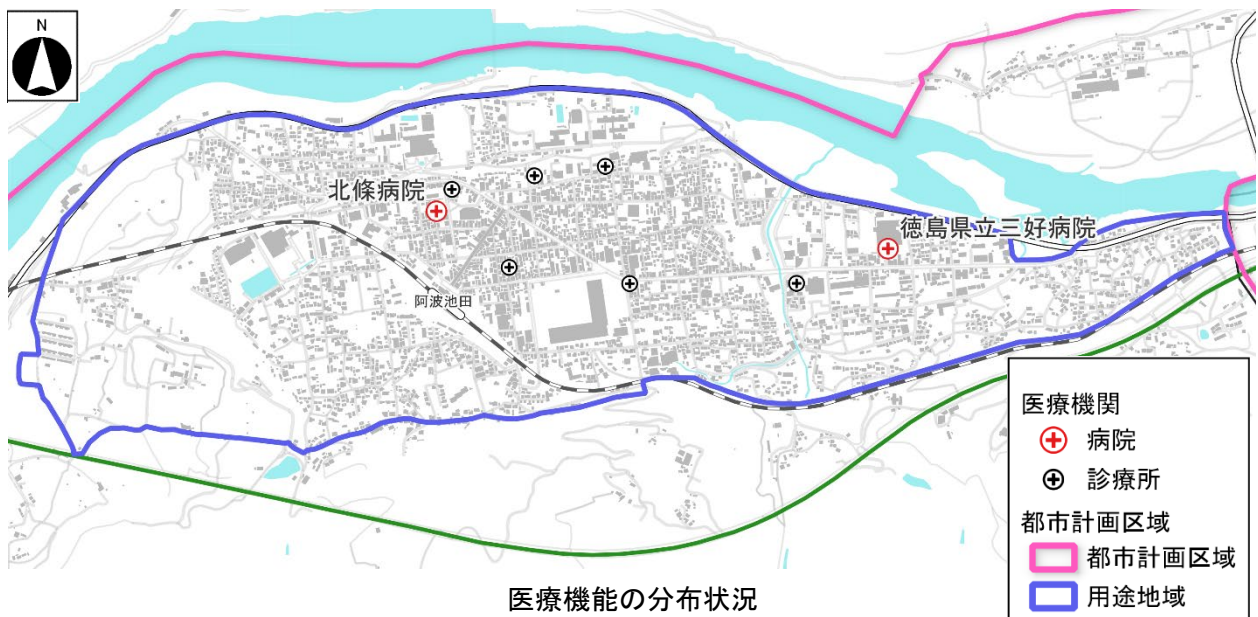 N
北條病院
徳島県立三好病院
阿波池田
医療機関
病院
診療所
都市計画区域
都市計画区域
用途地域
医療機能の分布状況